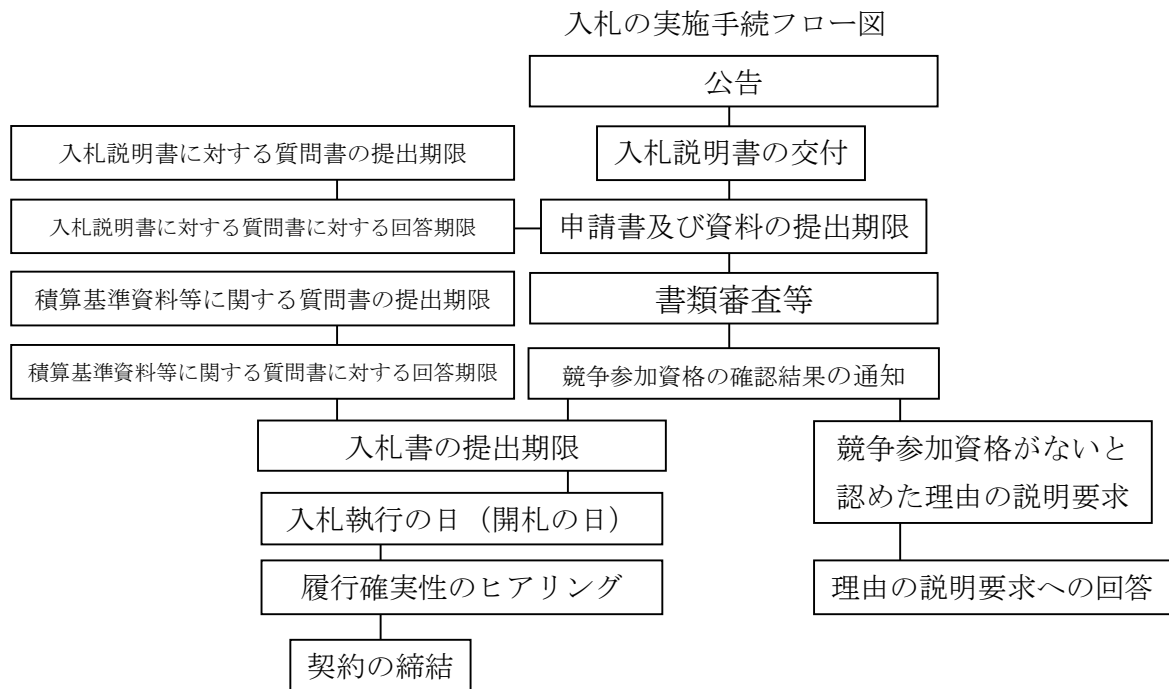 入札の実施手続フロー図
公告
入札説明書に対する質問書の提出期限
入札説明書の交付
入札説明書に対する質問書に対する回答期限
申請書及び資料の提出期限
積算基準資料等に関する質問書の提出期限
書類審査等
積算基準資料等に関する質問書に対する回答期限
競争参加資格の確認結果の通知
入札書の提出期限
競争参加資格がないと
認めた理由の説明要求
入札執行の日（開札の日）
履行確実性のヒアリング
理由の説明要求への回答
契約の締結